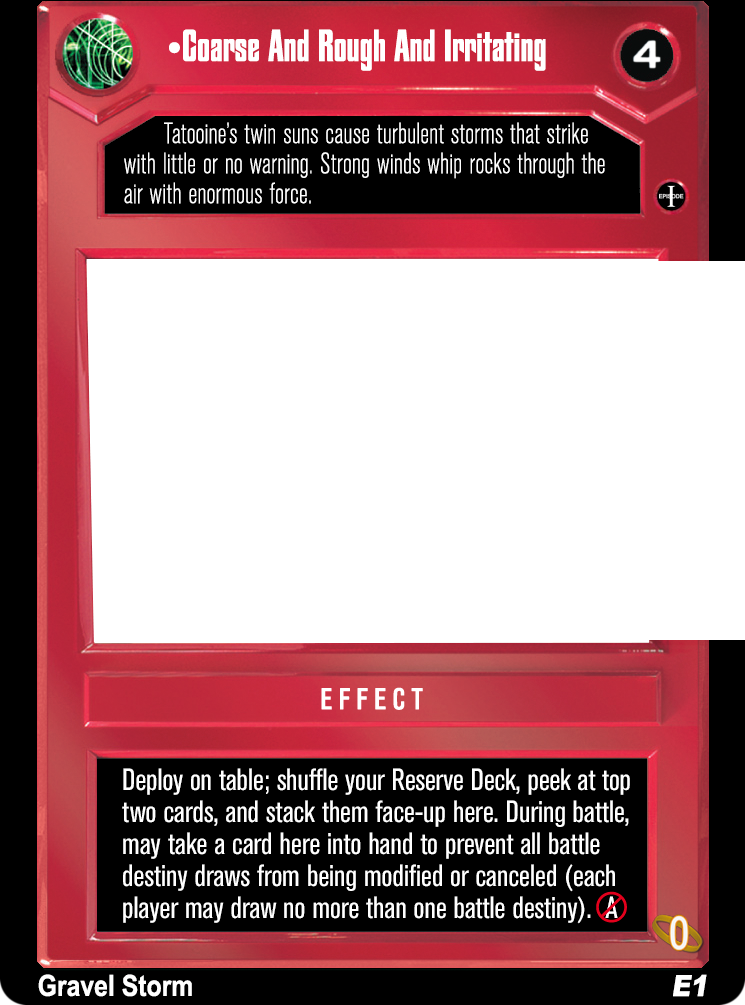 •Coarse And Rough And Irritating
4
Tatooine's twin suns cause turbulent storms that strike
with little or no warning. Strong winds whip rocks through the
air with enormous force.
EPISODE I
EFFECT
Deploy on table; shuffle your Reserve Deck, peek at top
two cards, and stack them face-up here. During battle,
may take a card here into hand to prevent all battle
destiny draws from being modified or canceled (each
player may draw no more than one battle destiny). A
0
Gravel Storm
E1